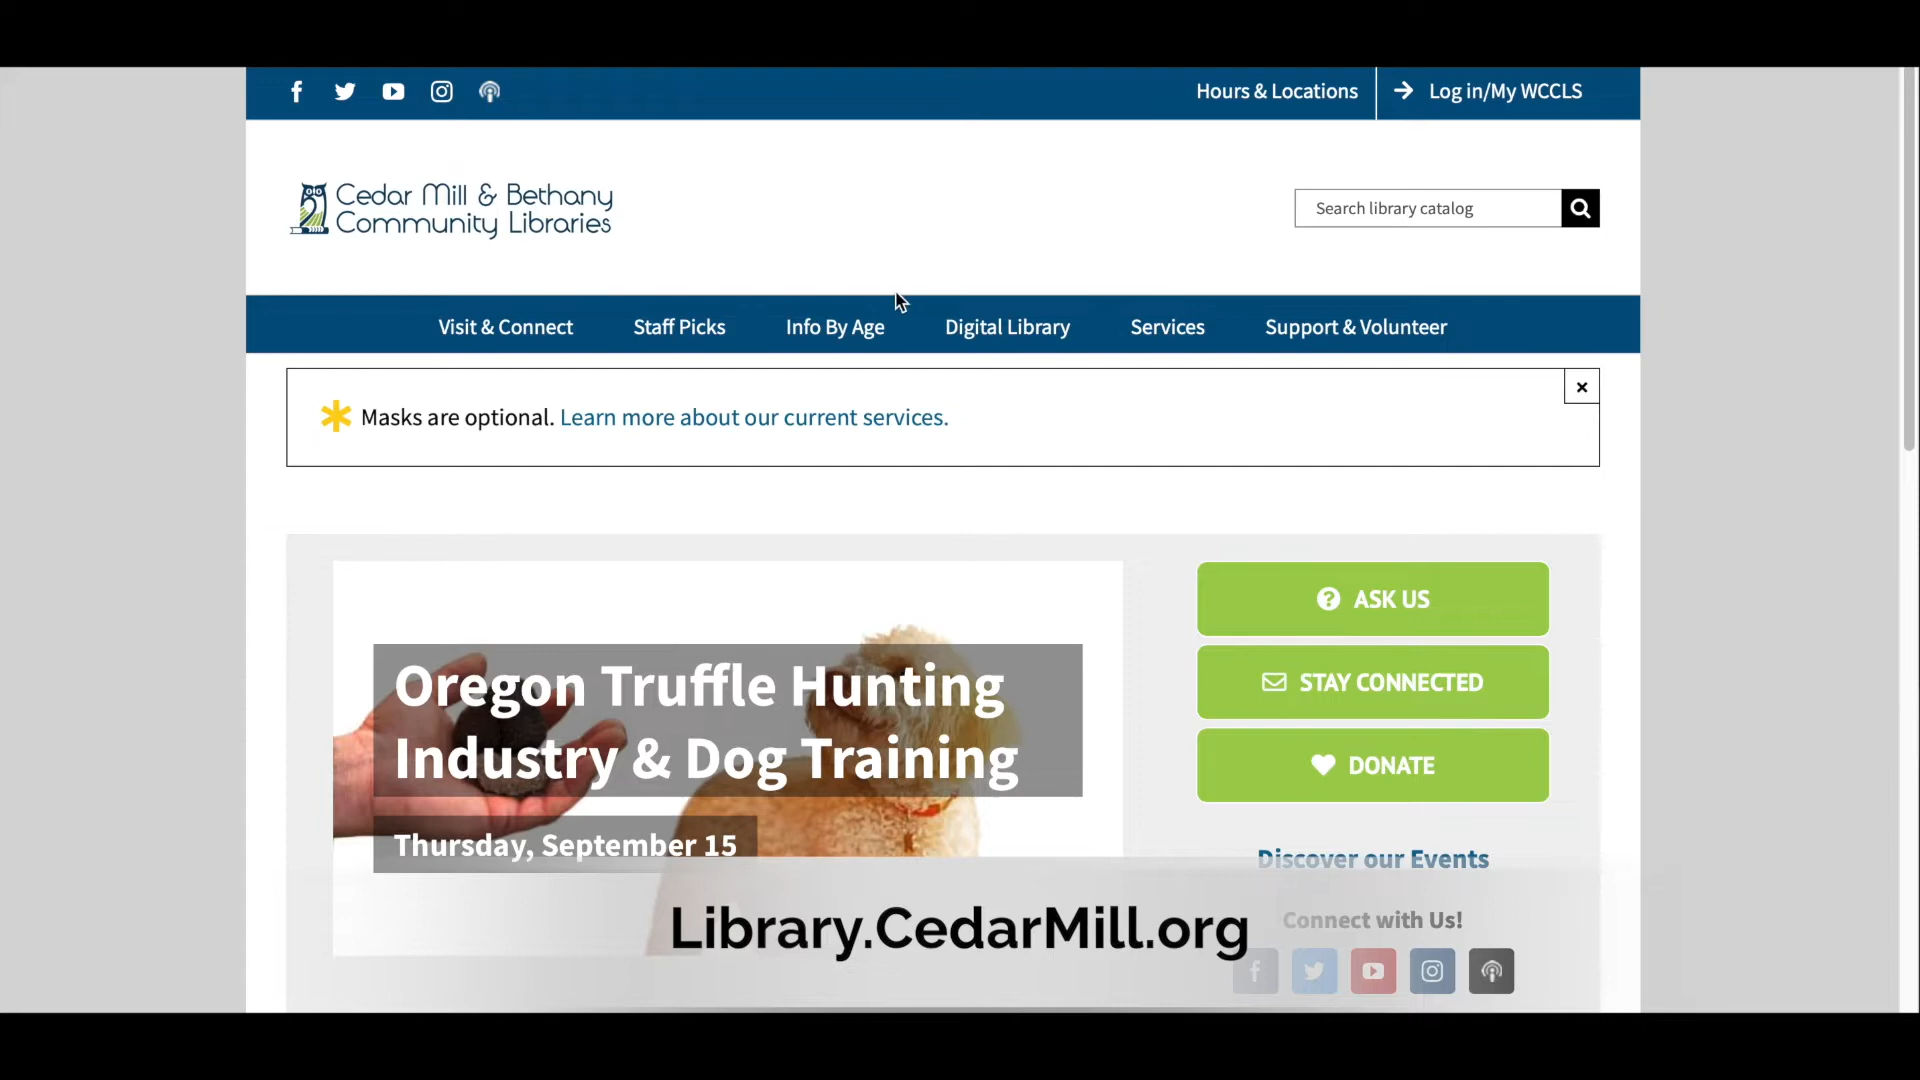 Hours & Locations
Log in/My WCCLS
Cedar Mill & Bethany
Community Libraries
Search library catalog
Visit & Connect
Staff Picks
Info By Age
Digital Library
Services
Support & Volunteer
Masks are optional. Learn more about our current services.
Oregon Truffle Hunting
Industry & Dog Training
Thursday, September 15
ASK US
STAY CONNECTED
DONATE
Discover our Events
Connect with Us!
Library.CedarMill.org